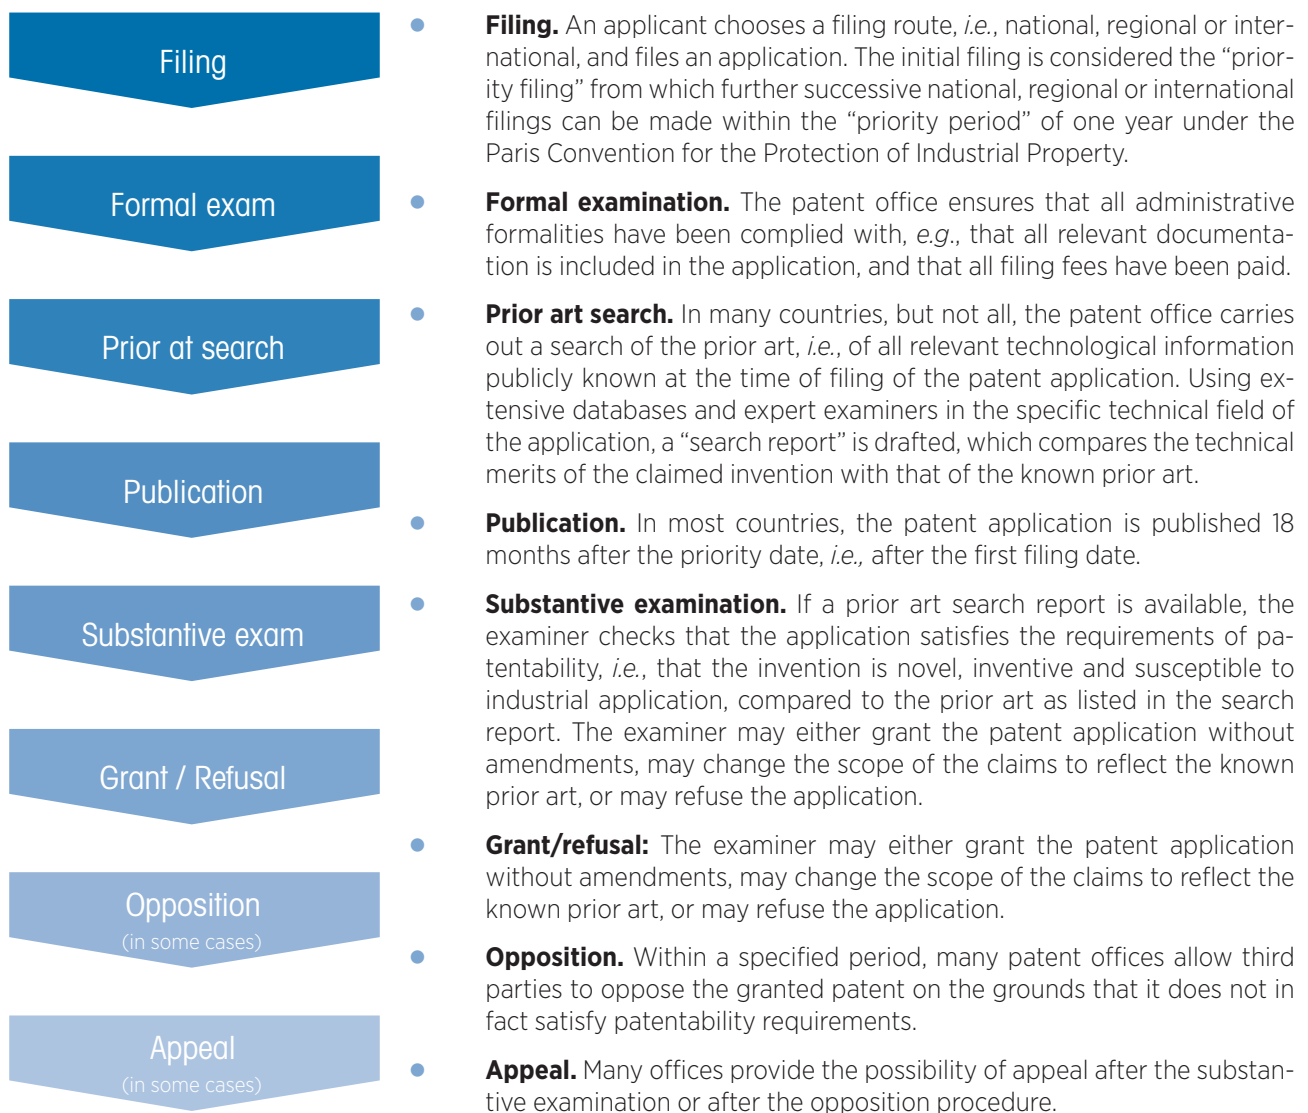 Filing
Formal exam
Prior at search
Publication
Substantive exam
Grant / Refusal
Opposition
(in some cases)
Appeal
(in some cases)
Filing. An applicant chooses a filing route, i.e., national, regional or inter-
national, and files an application. The initial filing is considered the “prior-
ity filing” from which further successive national, regional or international
filings can be made within the “priority period” of one year under the
Paris Convention for the Protection of Industrial Property.
Formal examination. The patent office ensures that all administrative
formalities have been complied with, e.g., that all relevant documenta-
tion is included in the application, and that all filing fees have been paid.
Prior art search. In many countries, but not all, the patent office carries
out a search of the prior art, i.e., of all relevant technological information
publicly known at the time of filing of the patent application. Using ex-
tensive databases and expert examiners in the specific technical field of
the application, a “search report” is drafted, which compares the technical
merits of the claimed invention with that of the known prior art.
Publication. In most countries, the patent application is published 18
months after the priority date, i.e., after the first filing date.
Substantive examination. If a prior art search report is available, the
examiner checks that the application satisfies the requirements of pa-
tentability, i.e., that the invention is novel, inventive and susceptible to
industrial application, compared to the prior art as listed in the search
report. The examiner may either grant the patent application without
amendments, may change the scope of the claims to reflect the known
prior art, or may refuse the application.
Grant/refusal: The examiner may either grant the patent application
without amendments, may change the scope of the claims to reflect the
known prior art, or may refuse the application.
Opposition. Within a specified period, many patent offices allow third
parties to oppose the granted patent on the grounds that it does not in
fact satisfy patentability requirements.
Appeal. Many offices provide the possibility of appeal after the substan-
tive examination or after the opposition procedure.